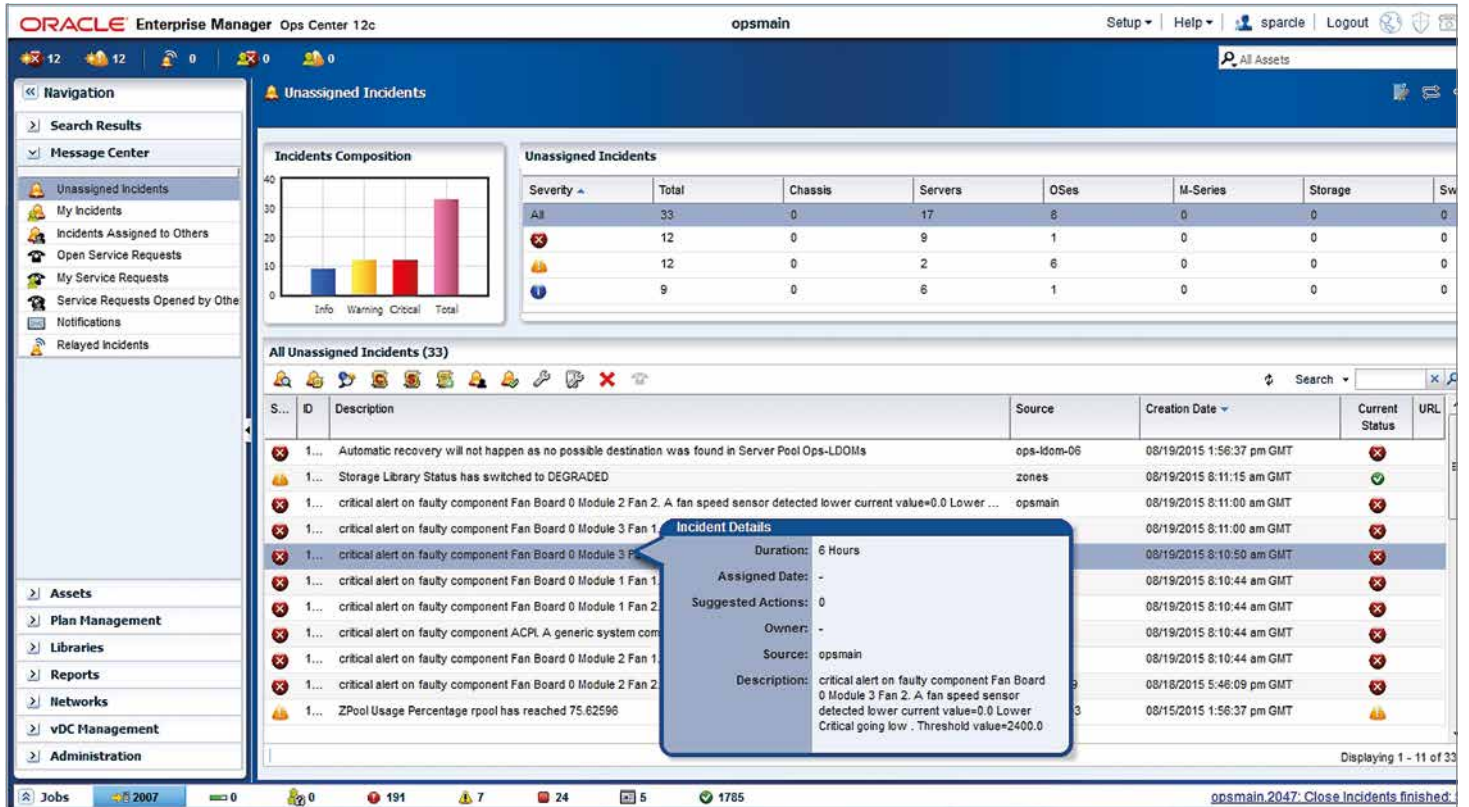 ORACLE Enterprise Manager Ops Center 12c
opsmain
Setup Help sparcle Logout
12 12 0 0 0
All Assets
Navigation
Unassigned Incidents
Search Results
Message Center
Unassigned Incidents
My Incidents
Incidents Assigned to Others
Open Service Requests
My Service Requests
Service Requests Opened by Othe
Notifications
Relayed Incidents
Assets
Plan Management
Libraries
Reports
Networks
vDC Management
Administration
Incidents Composition
40
30
20
10
0
Info Warning Critical Total
Unassigned Incidents
Severity Total Chassis Servers OSes M-Series Storage Sw
All 33 0 17 8 0 0 0
12 0 9 1 0 0 0
12 0 2 6 0 0 0
9 0 6 1 0 0 0
All Unassigned Incidents (33)
Search
S... ID Description Source Creation Date Current Status URL
1... Automatic recovery will not happen as no possible destination was found in Server Pool Ops-LDOMs ops-ldom-06 08/19/2015 1:56:37 pm GMT
1... Storage Library Status has switched to DEGRADED zones 08/19/2015 8:11:15 am GMT
1... critical alert on faulty component Fan Board 0 Module 2 Fan 2. A fan speed sensor detected lower current value=0.0 Lower ... opsmain 08/19/2015 8:11:00 am GMT
1... critical alert on faulty component Fan Board 0 Module 3 Fan 1. 08/19/2015 8:11:00 am GMT
1... critical alert on faulty component Fan Board 0 Module 3 08/19/2015 8:10:50 am GMT
1... critical alert on faulty component Fan Board 0 Module 1 Fan 1. 08/19/2015 8:10:44 am GMT
1... critical alert on faulty component Fan Board 0 Module 1 Fan 2. 08/19/2015 8:10:44 am GMT
1... critical alert on faulty component ACPI. A generic system com 08/19/2015 8:10:44 am GMT
1... critical alert on faulty component Fan Board 0 Module 2 Fan 1. 08/19/2015 8:10:44 am GMT
1... critical alert on faulty component Fan Board 0 Module 2 Fan 2 9 08/18/2015 5:46:09 pm GMT
1... ZPool Usage Percentage rpool has reached 75.62596 3 08/15/2015 1:56:37 pm GMT
Incident Details
Duration: 6 Hours
Assigned Date: -
Suggested Actions: 0
Owner: -
Source: opsmain
Description: critical alert on faulty component Fan Board
0 Module 3 Fan 2. A fan speed sensor
detected lower current value=0.0 Lower
Critical going low . Threshold value=2400.0
Displaying 1 - 11 of 33
Jobs 2007 0 0 191 7 24 5 1785
opsmain.2047: Close Incidents finished: